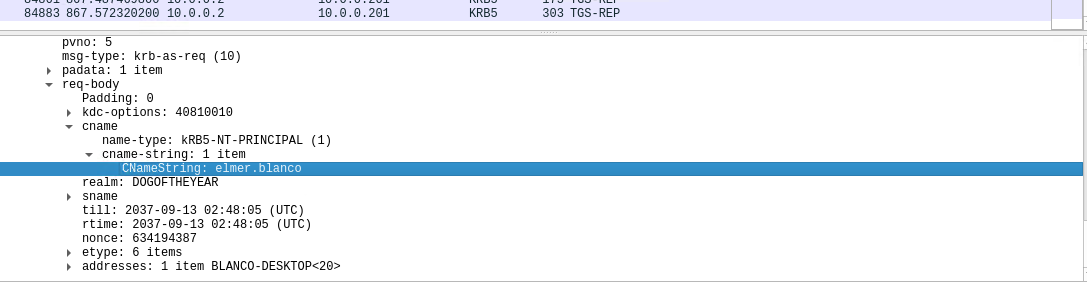 84861 867.487469800 10.0.0.2 10.0.0.201 KRB5 175 TGS-REP
84883 867.572320200 10.0.0.2 10.0.0.201 KRB5 303 TGS-REP
pvno: 5
msg-type: krb-as-req (10)
padata: 1 item
req-body
Padding: 0
kdc-options: 40810010
cname
name-type: kRB5-NT-PRINCIPAL (1)
cname-string: 1 item
CNameString: elmer.blanco
realm: DOGOFTHEYEAR
sname
till: 2037-09-13 02:48:05 (UTC)
rtime: 2037-09-13 02:48:05 (UTC)
nonce: 634194387
etype: 6 items
addresses: 1 item BLANCO-DESKTOP<20>